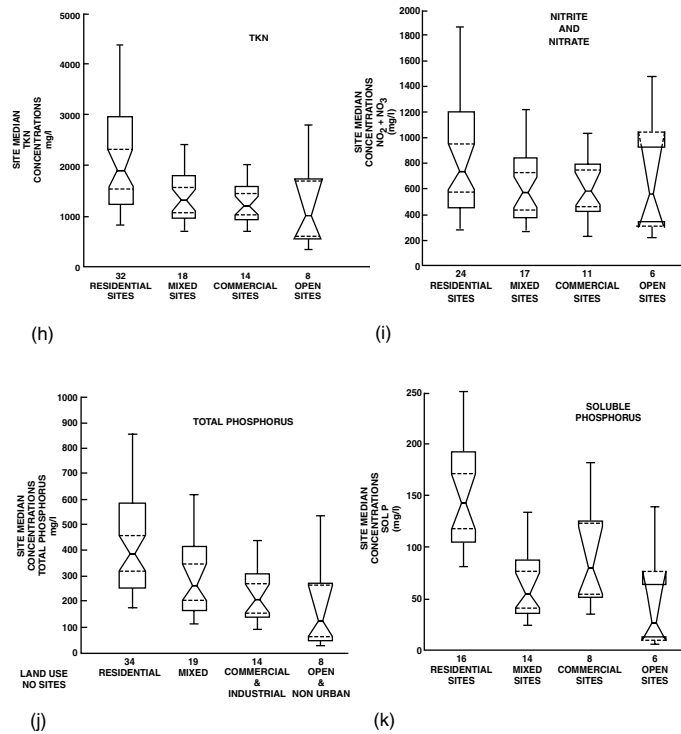 TKN
SITE MEDIAN
TKN
CONCENTRATIONS
mg/l
5000
4000
3000
2000
1000
0
32 18 14 8
RESIDENTIAL MIXED COMMERCIAL OPEN
SITES SITES SITES SITES
(h)
NITRITE
AND
NITRATE
SITE MEDIAN
CONCENTRATIONS
NO2 + NO3
(mg/l)
2000
1800
1600
1400
1200
1000
800
600
400
200
0
24 17 11 6
RESIDENTIAL MIXED COMMERCIAL OPEN
SITES SITES SITES SITES
(i)
TOTAL PHOSPHORUS
SITE MEDIAN
CONCENTRATIONS
TOTAL PHOSPHORUS
mg/l
1000
900
800
700
600
500
400
300
200
100
0
34 19 14 8
LAND USE RESIDENTIAL MIXED COMMERCIAL OPEN
NO SITES & &
INDUSTRIAL NON URBAN
(j)
SOLUBLE
PHOSPHORUS
SITE MEDIAN
CONCENTRATIONS
SOL P
(mg/l)
250
200
150
100
50
0
16 14 8 6
RESIDENTIAL MIXED COMMERCIAL OPEN
SITES SITES SITES SITES
(k)